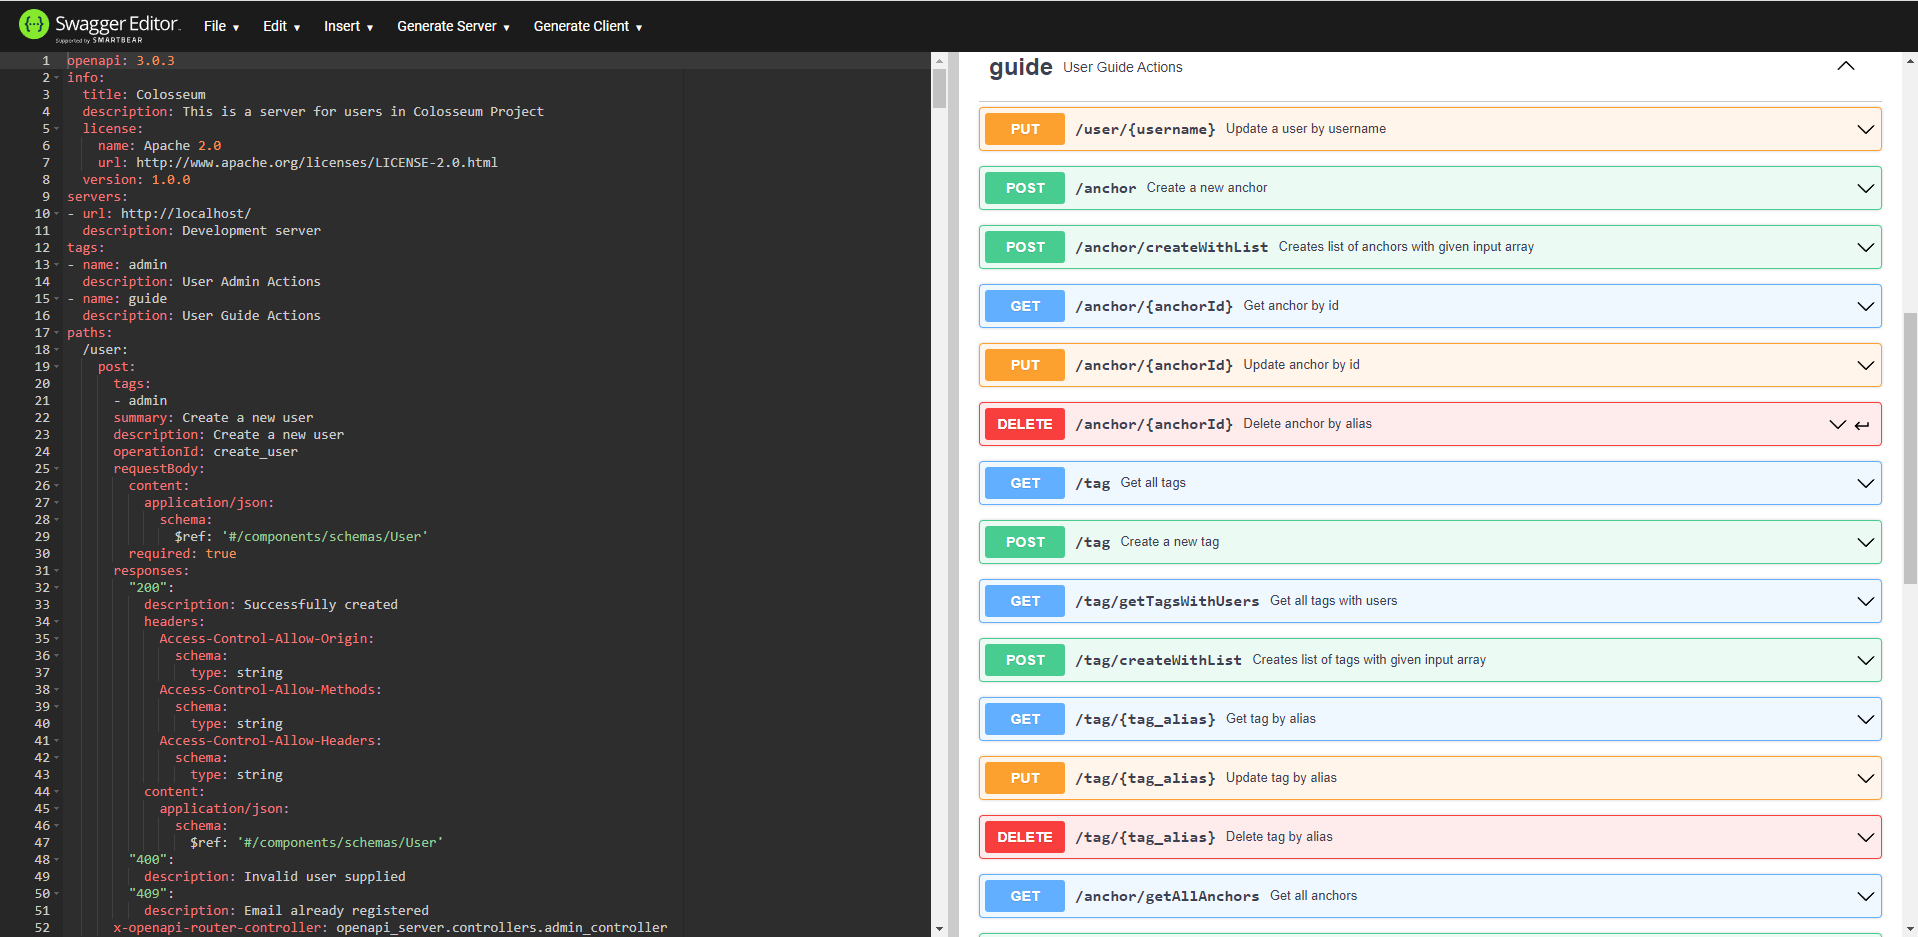 Swagger Editor
Supported by SMARTBEAR
File Edit Insert Generate Server Generate Client
1 openapi: 3.0.3
2 info:
3 title: Colosseum
4 description: This is a server for users in Colosseum Project
5 license:
6 name: Apache 2.0
7 url: http://www.apache.org/licenses/LICENSE-2.0.html
8 version: 1.0.0
9 servers:
10 - url: http://localhost/
11 description: Development server
12 tags:
13 - name: admin
14 description: User Admin Actions
15 - name: guide
16 description: User Guide Actions
17 paths:
18 /user:
19 post:
20 tags:
21 - admin
22 summary: Create a new user
23 description: Create a new user
24 operationId: create_user
25 requestBody:
26 content:
27 application/json:
28 schema:
29 $ref: '#/components/schemas/User'
30 required: true
31 responses:
32 "200":
33 description: Successfully created
34 headers:
35 Access-Control-Allow-Origin:
36 schema:
37 type: string
38 Access-Control-Allow-Methods:
39 schema:
40 type: string
41 Access-Control-Allow-Headers:
42 schema:
43 type: string
44 content:
45 application/json:
46 schema:
47 $ref: '#/components/schemas/User'
48 "400":
49 description: Invalid user supplied
50 "409":
51 description: Email already registered
52 x-openapi-router-controller: openapi_server.controllers.admin_controller
guide User Guide Actions
PUT /user/{username} Update a user by username
POST /anchor Create a new anchor
POST /anchor/createWithList Creates list of anchors with given input array
GET /anchor/{anchorId} Get anchor by id
PUT /anchor/{anchorId} Update anchor by id
DELETE /anchor/{anchorId} Delete anchor by alias
GET /tag Get all tags
POST /tag Create a new tag
GET /tag/getTagsWithUsers Get all tags with users
POST /tag/createWithList Creates list of tags with given input array
GET /tag/{tag_alias} Get tag by alias
PUT /tag/{tag_alias} Update tag by alias
DELETE /tag/{tag_alias} Delete tag by alias
GET /anchor/getAllAnchors Get all anchors